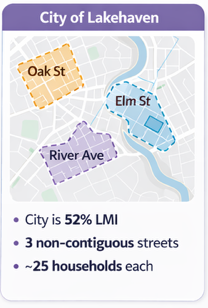 City of Lakehaven
Oak St
Elm St
River Ave
• City is 52% LMI
• 3 non-contiguous streets
• ~25 households each